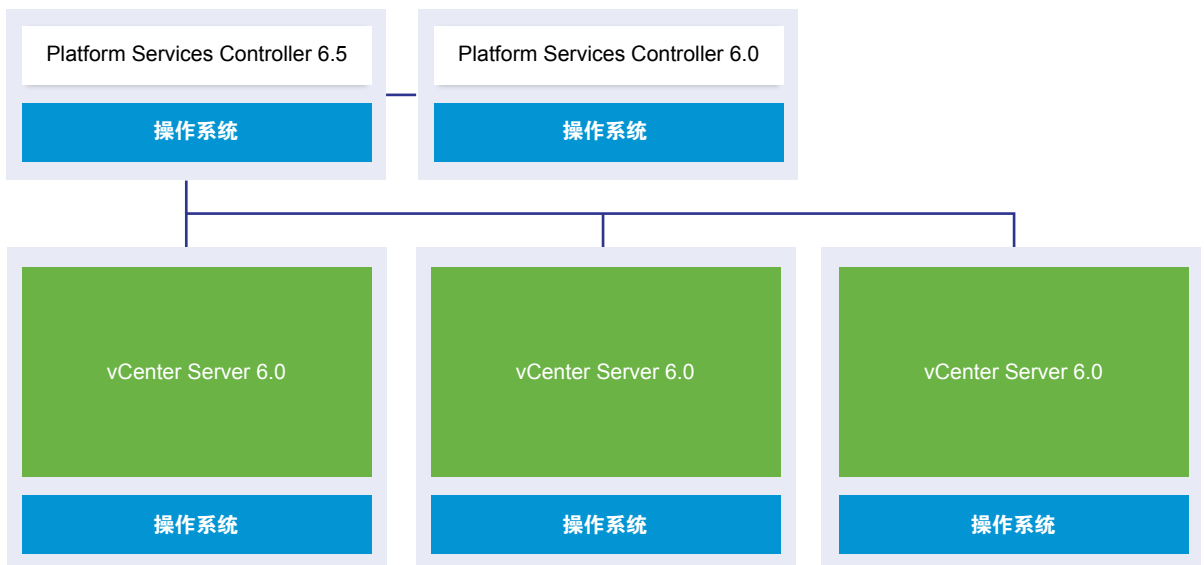 Platform Services Controller 6.5
Platform Services Controller 6.0
操作系统
操作系统
vCenter Server 6.0
vCenter Server 6.0
vCenter Server 6.0
操作系统
操作系统
操作系统